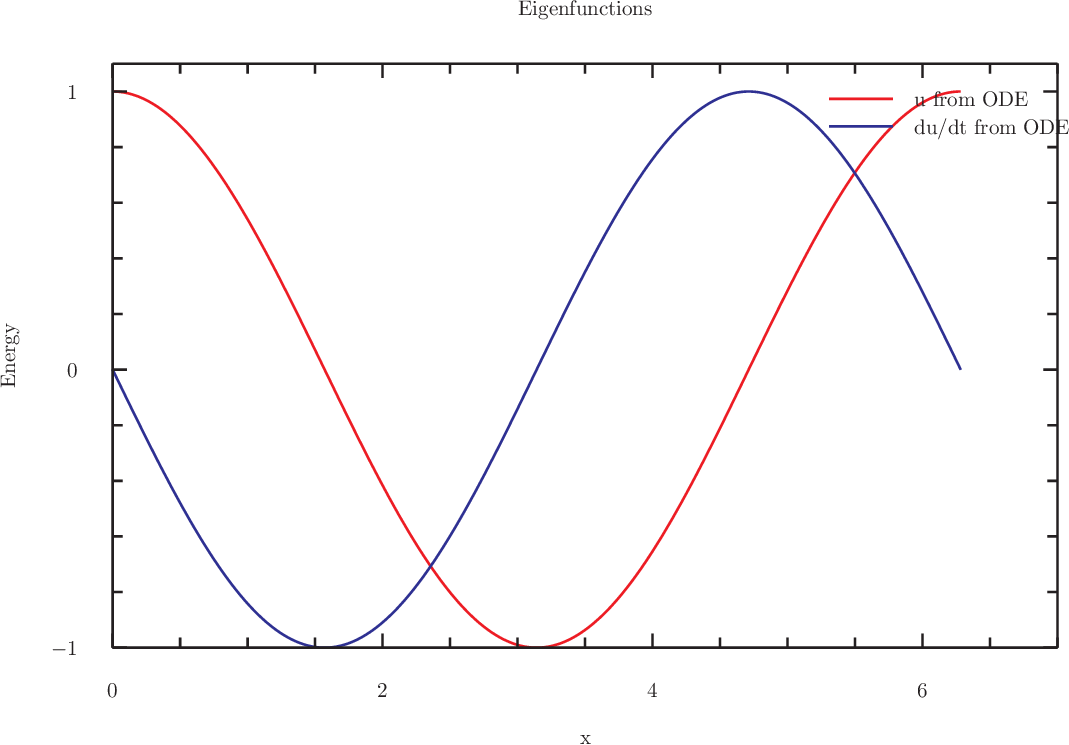 Eigenfunctions
1
u from ODE
du/dt from ODE
Energy
0
−1
0 2 4 6
x